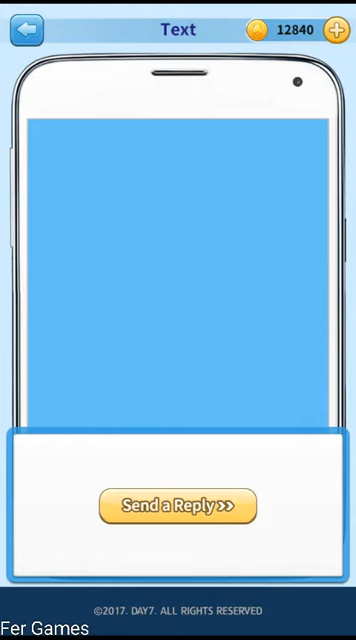 Text
12840
Send a Reply >>
©2017. DAY7. ALL RIGHTS RESERVED
Fer Games